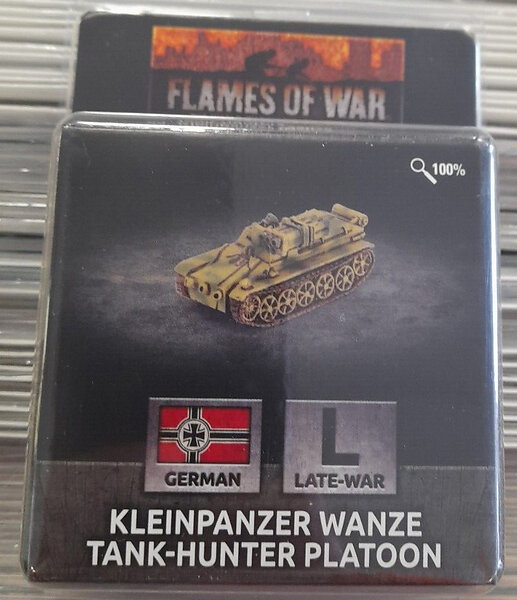 FLAMES OF WAR
100%
GERMAN
L
LATE-WAR
KLEINPANZER WANZE
TANK-HUNTER PLATOON